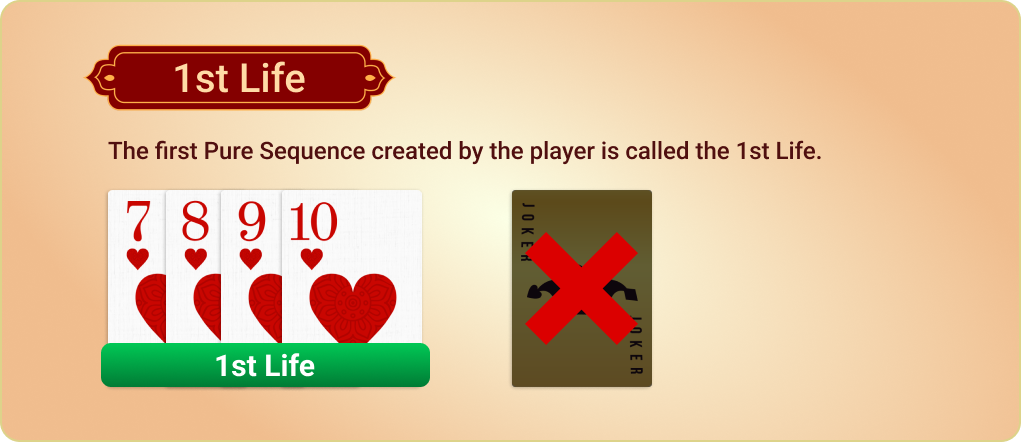 1st Life
The first Pure Sequence created by the player is called the 1st Life.
7 8 9 10
JOKER
JOKER
1st Life